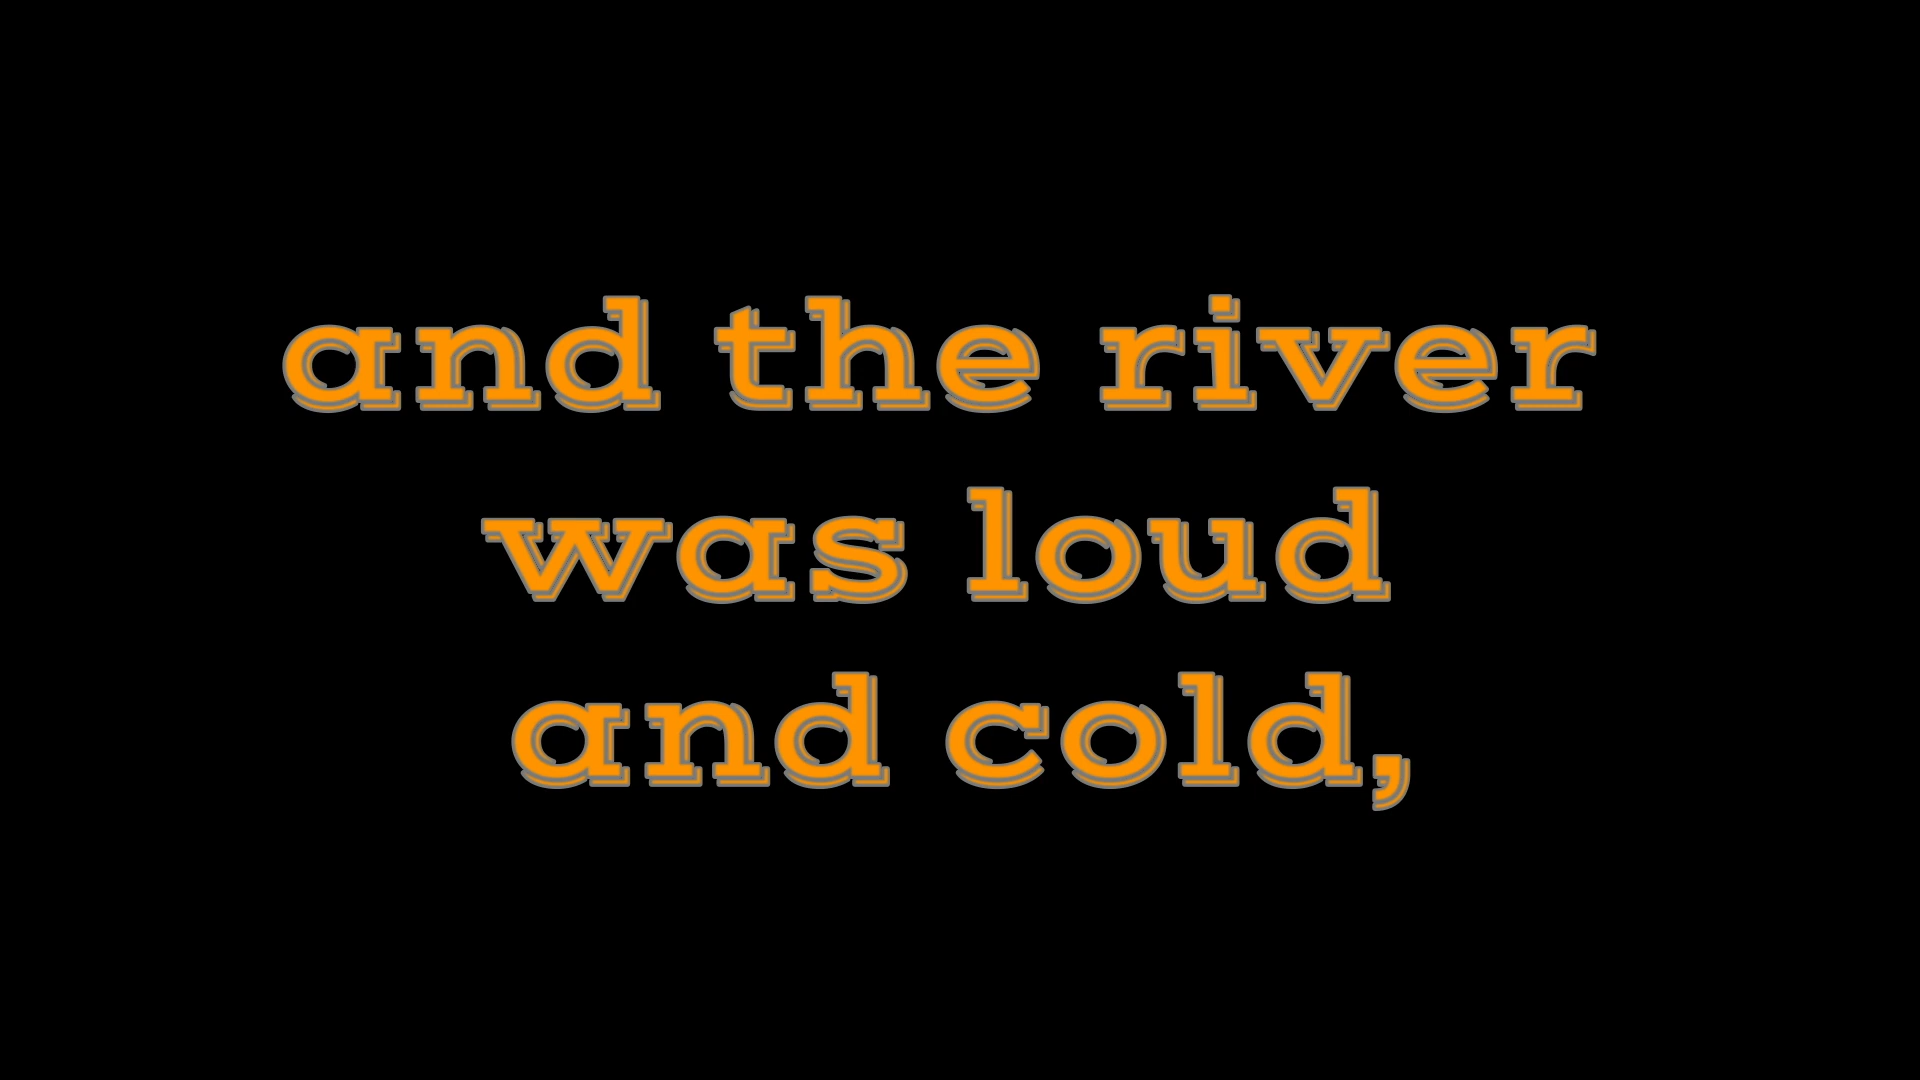 and the river
was loud
and cold,